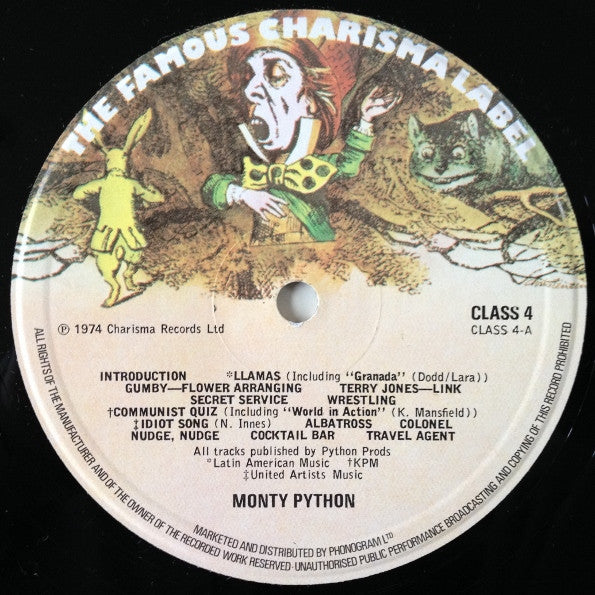 THE FAMOUS CHARISMA LABEL
℗ 1974 Charisma Records Ltd
CLASS 4
CLASS 4-A
INTRODUCTION *LLAMAS (Including "Granada" (Dodd/Lara))
GUMBY—FLOWER ARRANGING TERRY JONES—LINK
SECRET SERVICE WRESTLING
†COMMUNIST QUIZ (Including "World in Action" (K. Mansfield))
‡IDIOT SONG (N. Innes) ALBATROSS COLONEL
NUDGE, NUDGE COCKTAIL BAR TRAVEL AGENT
All tracks published by Python Prods
*Latin American Music †KPM
‡United Artists Music
MONTY PYTHON
MARKETED AND DISTRIBUTED BY PHONOGRAM LTD
ALL RIGHTS OF THE MANUFACTURER AND OF THE OWNER OF THE RECORDED WORK RESERVED·UNAUTHORISED PUBLIC PERFORMANCE BROADCASTING AND COPYING OF THIS RECORD PROHIBITED